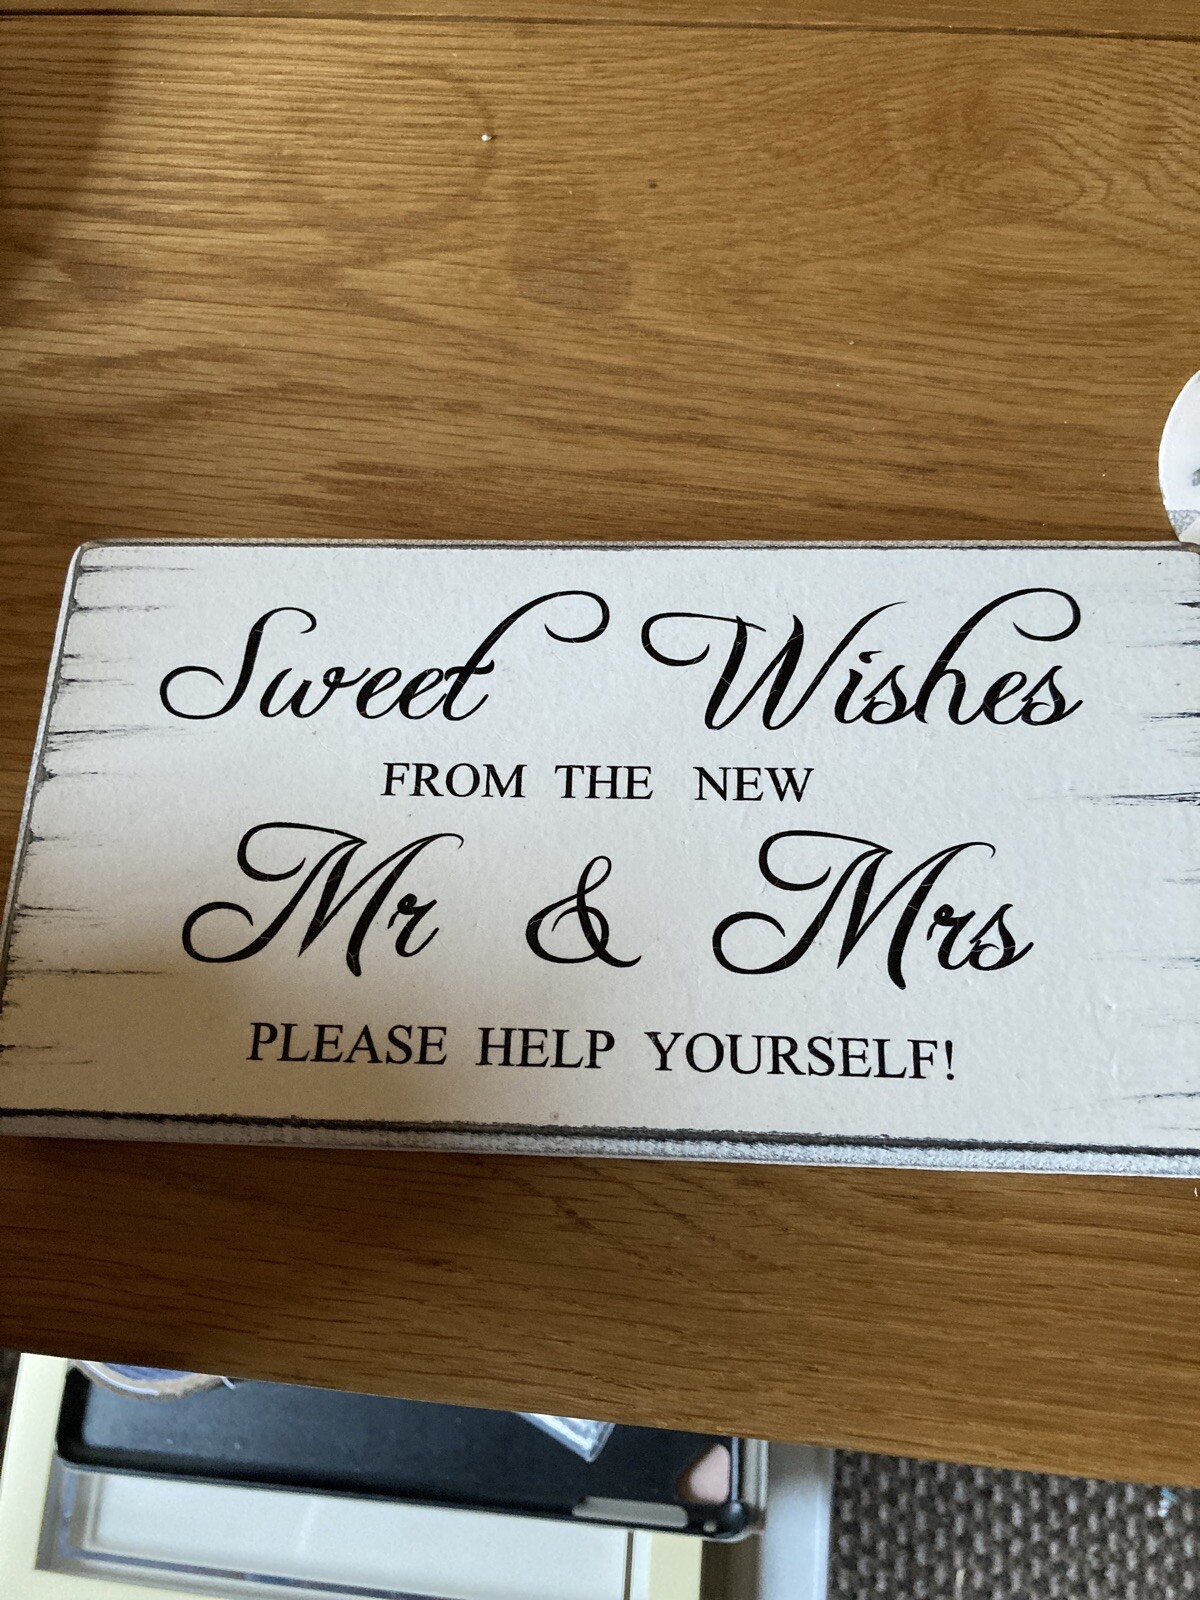 Sweet Wishes
FROM THE NEW
Mr & Mrs
PLEASE HELP YOURSELF!